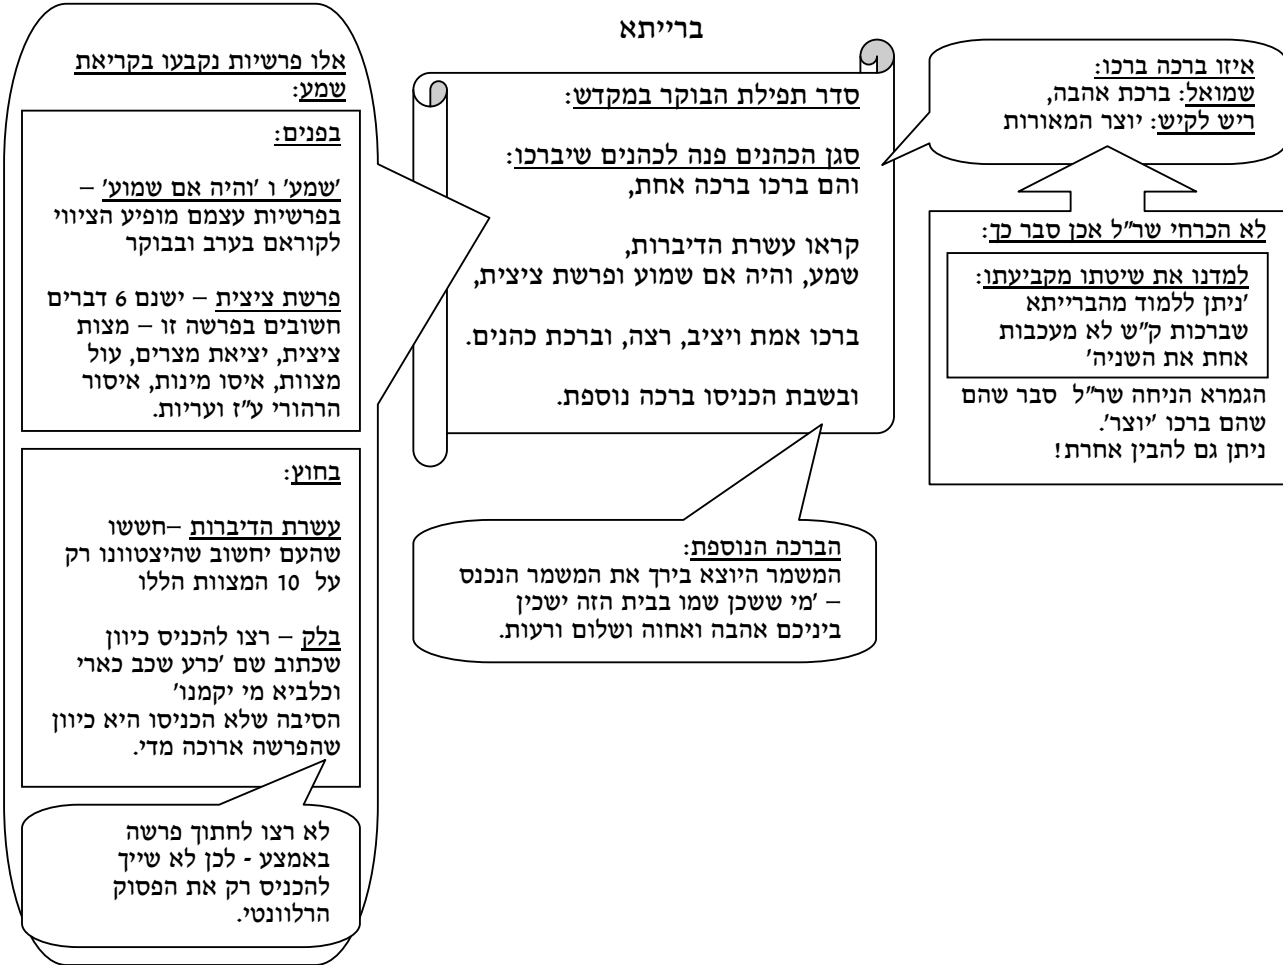 ברייתא
איזו ברכה ברכו:
שמואל: ברכת אהבה,
ריש לקיש: יוצר המאורות
לא הכרחי שר"ל אכן סבר כך:
למדנו את שיטתו מקביעתו:
'ניתן ללמוד מהברייתא
שברכות ק"ש לא מעכבות
אחת את השניה'
הגמרא הניחה שר"ל סבר שהם
שהם ברכו 'יוצר'.
ניתן גם להבין אחרת!
סדר תפילת הבוקר במקדש:
סגן הכהנים פנה לכהנים שיברכו:
והם ברכו ברכה אחת,
קראו עשרת הדיברות,
שמע, והיה אם שמוע ופרשת ציצית,
ברכו אמת ויציב, רצה, וברכת כהנים.
ובשבת הכניסו ברכה נוספת.
הברכה הנוספת:
המשמר היוצא בירך את המשמר הנכנס
– 'מי ששכן שמו בבית הזה ישכין
ביניכם אהבה ואחוה ושלום ורעות.
אלו פרשיות נקבעו בקריאת
שמע:
בפנים:
'שמע' ו 'והיה אם שמוע' –
בפרשיות עצמם מופיע הציווי
לקוראם בערב ובבוקר
פרשת ציצית – ישנם 6 דברים
חשובים בפרשה זו – מצות
ציצית, יציאת מצרים, עול
מצוות, איסו מינות, איסור
הרהורי ע"ז ועריות.
בחוץ:
עשרת הדיברות –חששו
שהעם יחשוב שהיצטוונו רק
על 10 המצוות הללו
בלק – רצו להכניס כיוון
שכתוב שם 'כרע שכב כארי
וכלביא מי יקמנו'
הסיבה שלא הכניסו היא כיוון
שהפרשה ארוכה מדי.
לא רצו לחתוך פרשה
באמצע - לכן לא שייך
להכניס רק את הפסוק
הרלוונטי.